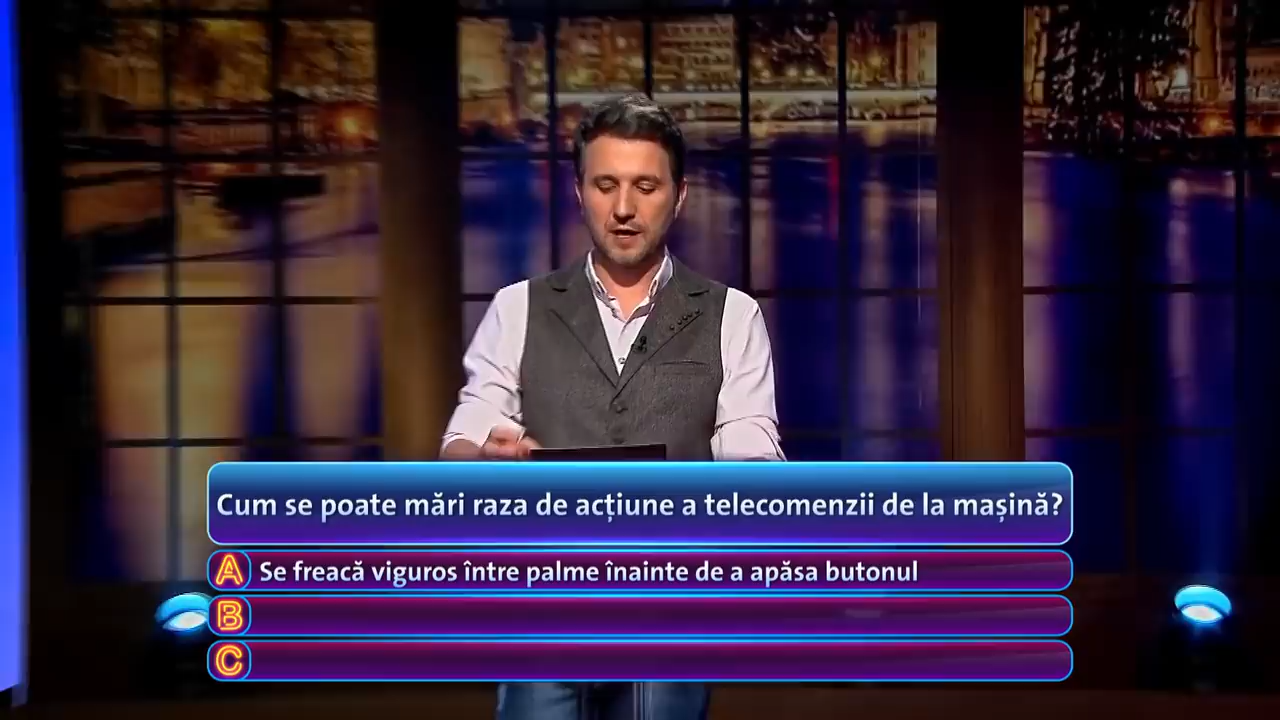 Cum se poate mări raza de acțiune a telecomenzii de la mașină?
A Se freacă viguros între palme înainte de a apăsa butonul
B
C